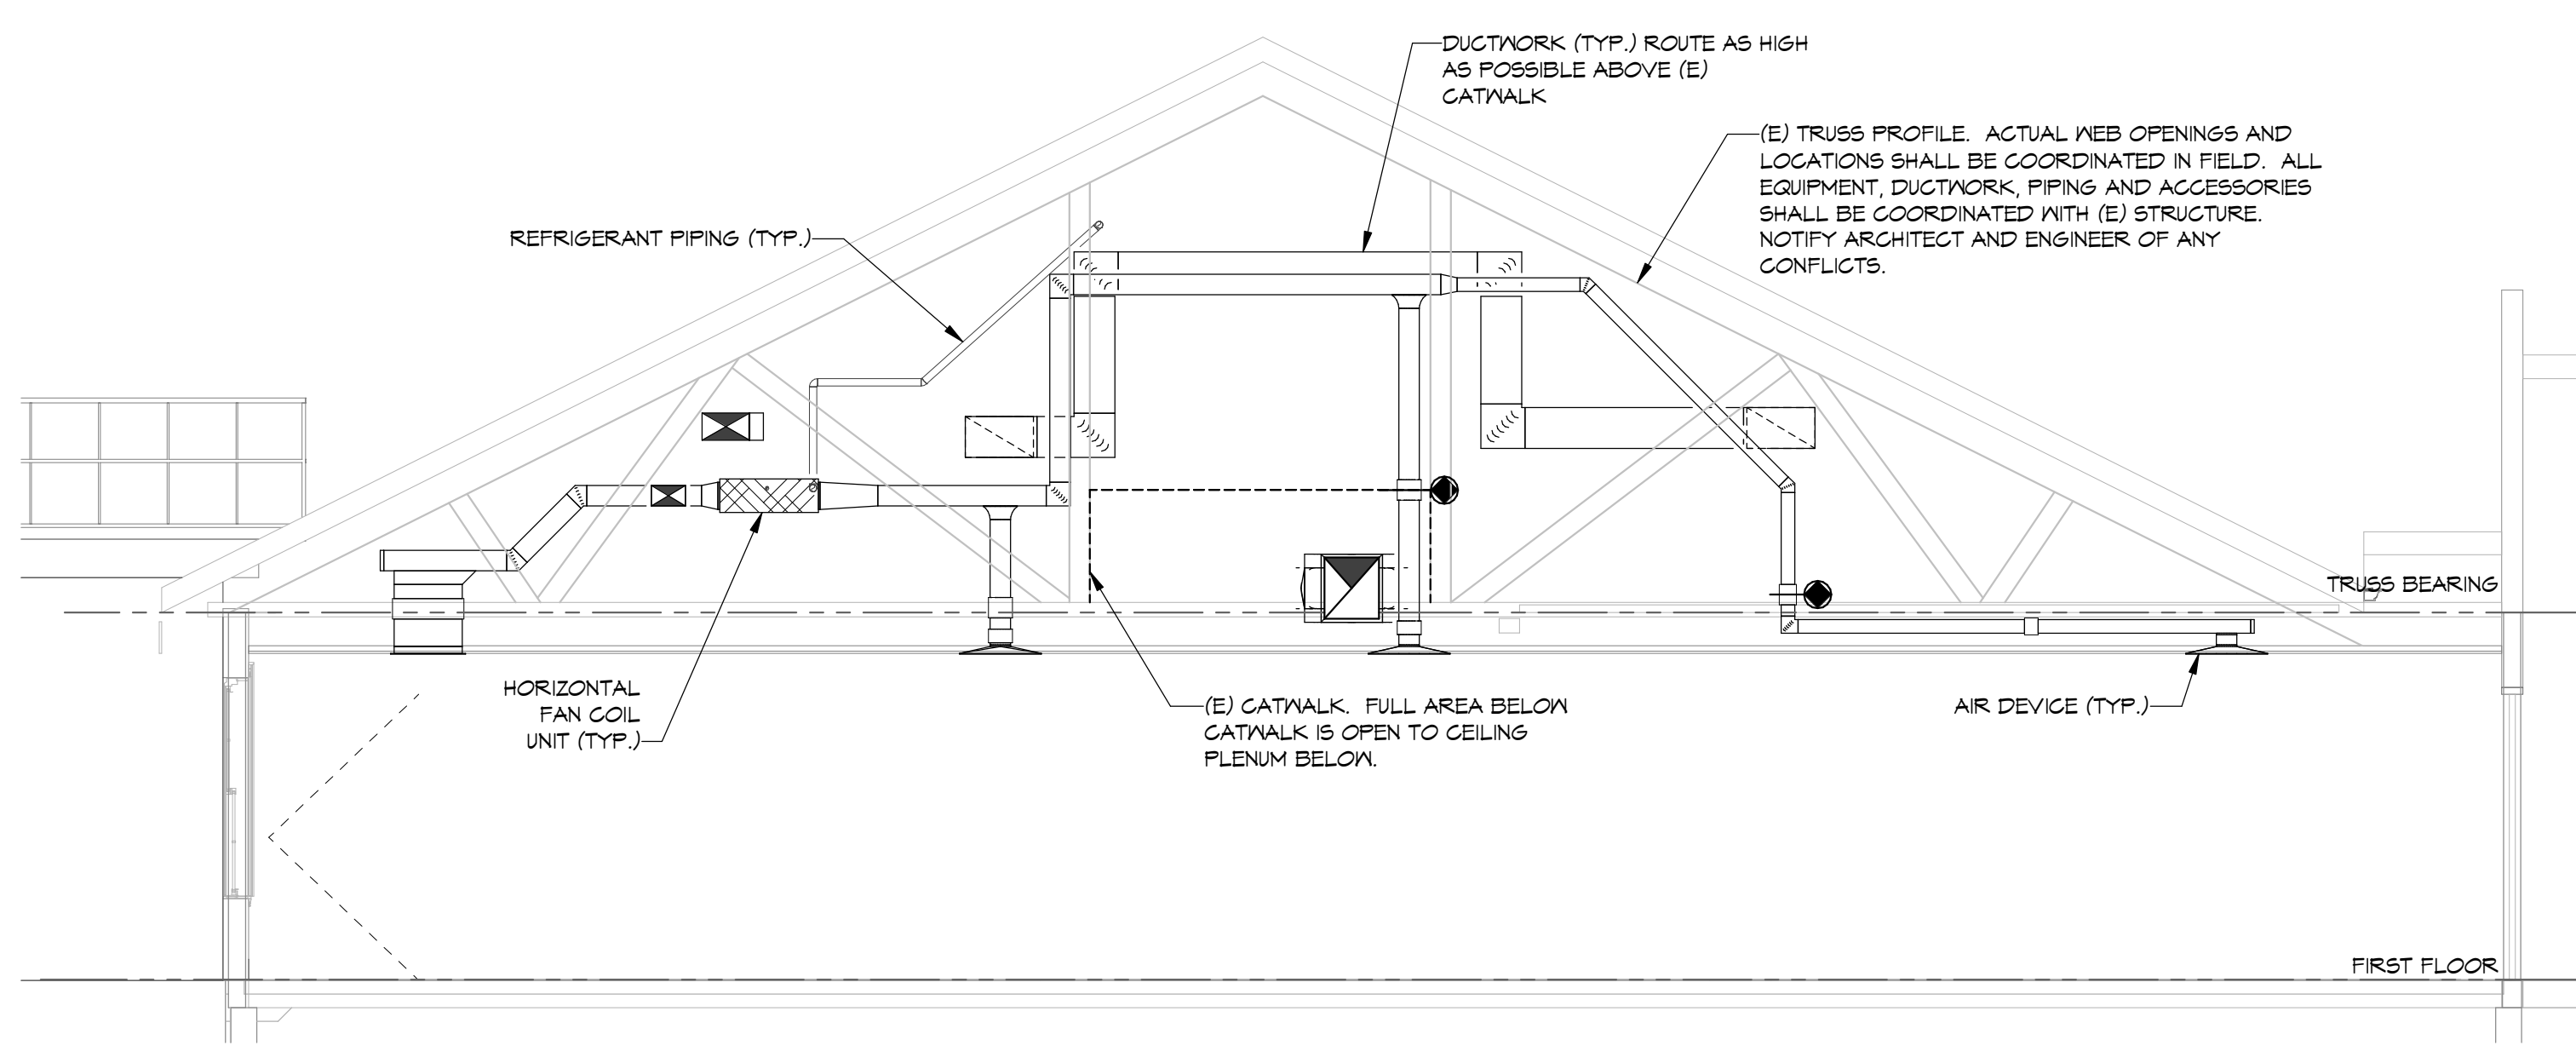 DUCTWORK (TYP.) ROUTE AS HIGH
AS POSSIBLE ABOVE (E)
CATWALK
(E) TRUSS PROFILE. ACTUAL WEB OPENINGS AND
LOCATIONS SHALL BE COORDINATED IN FIELD. ALL
EQUIPMENT, DUCTWORK, PIPING AND ACCESSORIES
SHALL BE COORDINATED WITH (E) STRUCTURE.
NOTIFY ARCHITECT AND ENGINEER OF ANY
CONFLICTS.
REFRIGERANT PIPING (TYP.)
TRUSS BEARING
HORIZONTAL
FAN COIL
UNIT (TYP.)
(E) CATWALK. FULL AREA BELOW
CATWALK IS OPEN TO CEILING
PLENUM BELOW.
AIR DEVICE (TYP.)
FIRST FLOOR